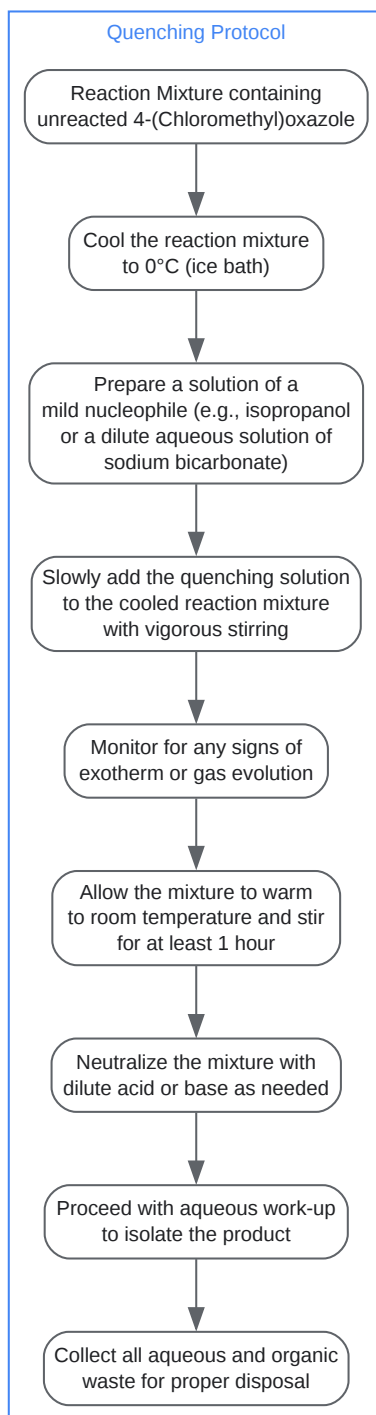 Quenching Protocol
Reaction Mixture containing
unreacted 4-(Chloromethyl)oxazole
Cool the reaction mixture
to 0°C (ice bath)
Prepare a solution of a
mild nucleophile (e.g., isopropanol
or a dilute aqueous solution of
sodium bicarbonate)
Slowly add the quenching solution
to the cooled reaction mixture
with vigorous stirring
Monitor for any signs of
exotherm or gas evolution
Allow the mixture to warm
to room temperature and stir
for at least 1 hour
Neutralize the mixture with
dilute acid or base as needed
Proceed with aqueous work-up
to isolate the product
Collect all aqueous and organic
waste for proper disposal